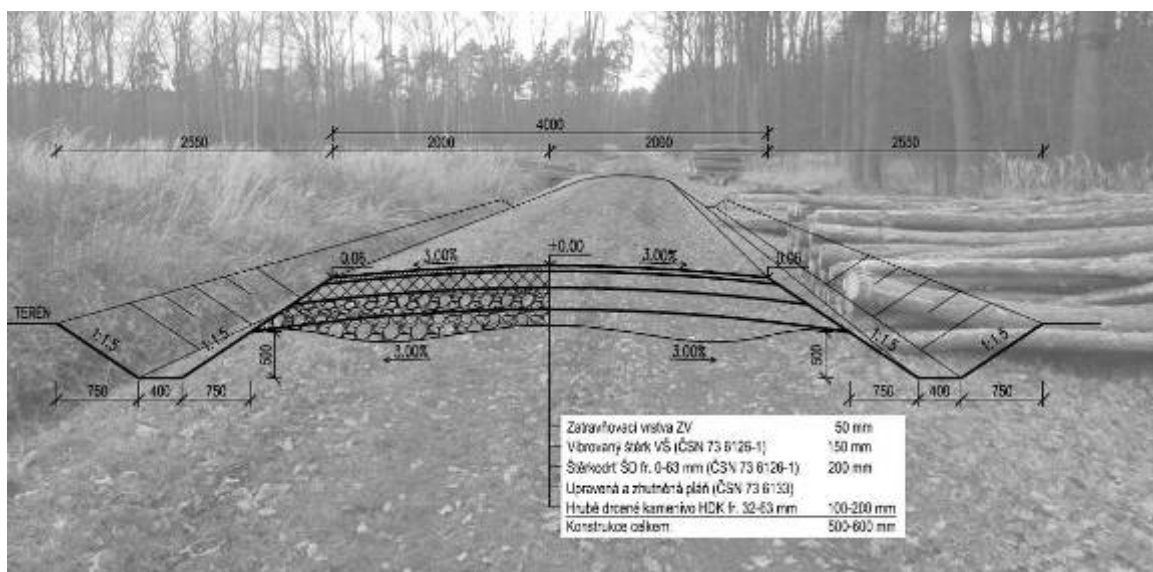 4000
2550 2000 2000 2550
±0.00
0.06 3.00% 3.00% 0.06
TERÉN
1:1.5 1:1.5 1:1.5 1:1.5
500 3.00% 3.00% 500
750 400 750 750 400 750
Zatravňovací vrstva ZV 50 mm
Vibrovaný štěrk VŠ (ČSN 73 6126-1) 150 mm
Štěrkodrť ŠD fr. 0-63 mm (ČSN 73 6126-1) 200 mm
Upravená a zhutněná pláň (ČSN 73 6133)
Hrubé drcené kamenivo HDK fr. 32-63 mm 100-200 mm
Konstrukce celkem 500-600 mm